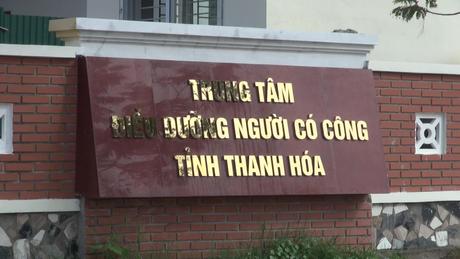 TRUNG TÂM
ĐIỀU DƯỠNG NGƯỜI CÓ CÔNG
TỈNH THANH HÓA